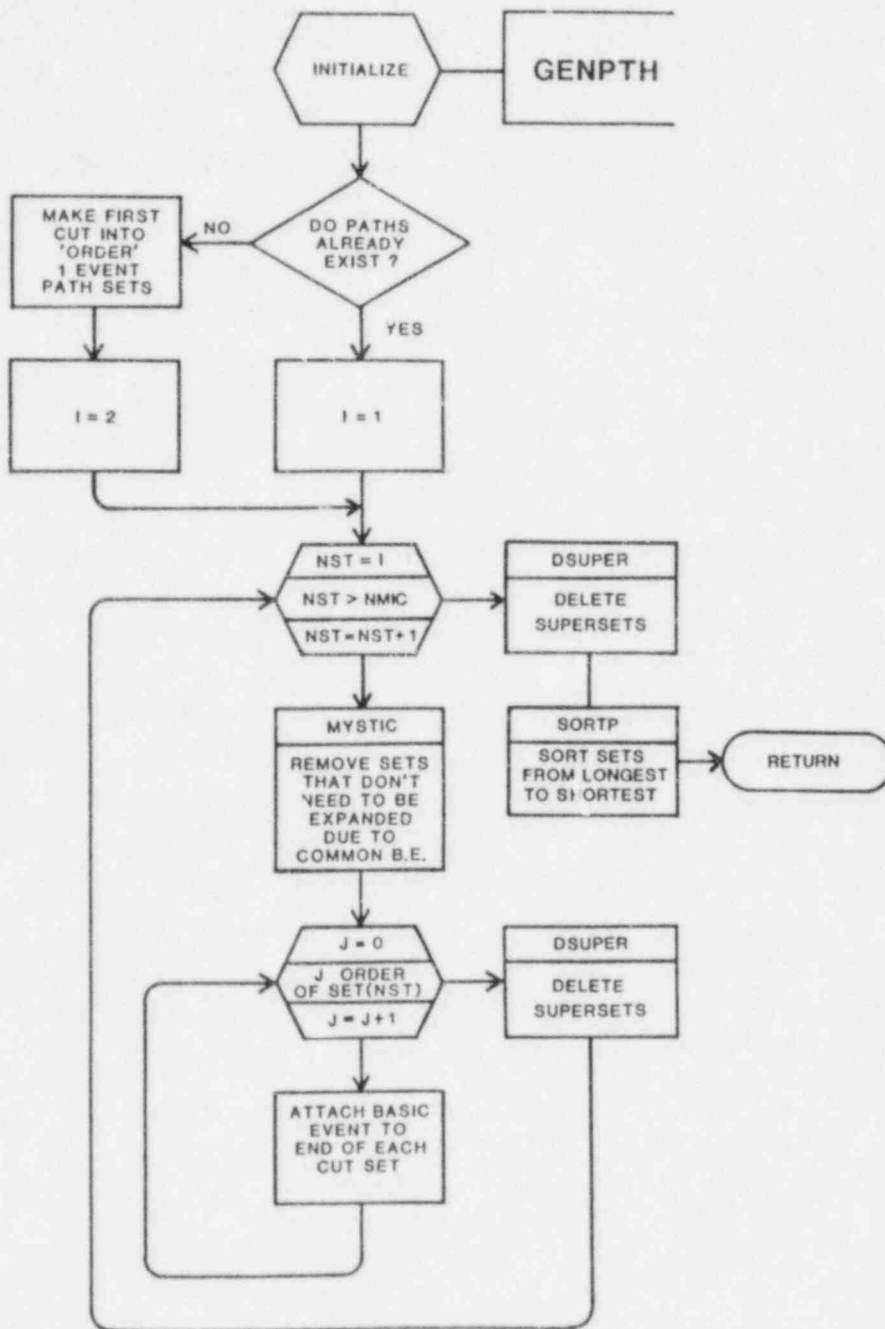 INITIALIZE
GENPTH
MAKE FIRST
CUT INTO
'ORDER'
1 EVENT
PATH SETS
NO
DO PATHS
ALREADY
EXIST ?
YES
I = 2
I = 1
NST = I
NST > NMIC
NST = NST + 1
DSUPER
DELETE
SUPERSETS
MYSTIC
REMOVE SETS
THAT DON'T
NEED TO BE
EXPANDED
DUE TO
COMMON B.E.
SORTP
SORT SETS
FROM LONGEST
TO SHORTEST
RETURN
J = 0
J ORDER
OF SET(NST)
J = J+1
DSUPER
DELETE
SUPERSETS
ATTACH BASIC
EVENT TO
END OF EACH
CUT SET